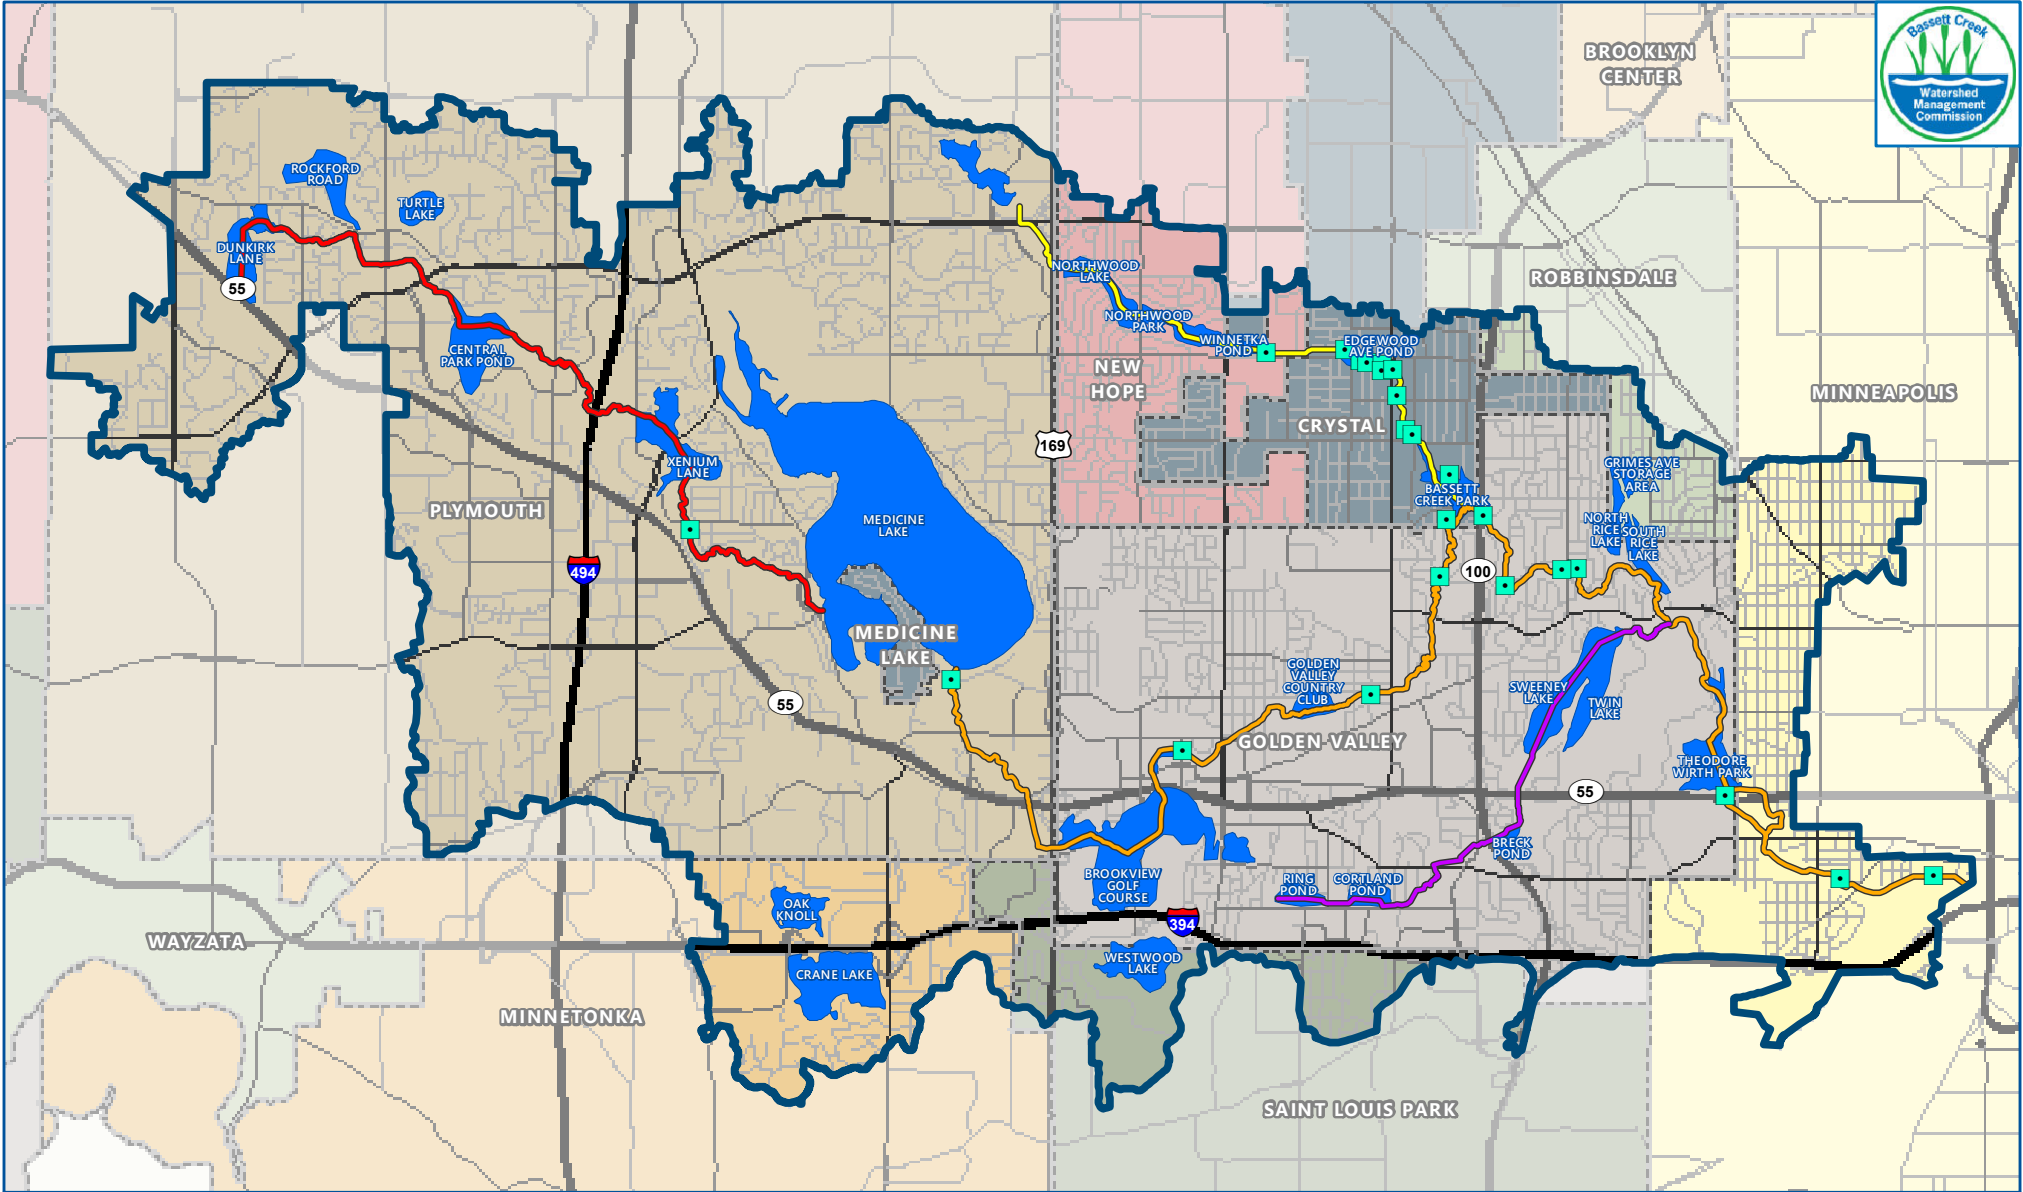 Bassett Creek
Watershed
Management
Commission
BROOKLYN
CENTER
ROCKFORD
ROAD
TURTLE
LAKE
DUNKIRK
LANE
55
NORTHWOOD
LAKE
ROBBINSDALE
NORTHWOOD
PARK
WINNETKA
POND
EDGEWOOD
AVE POND
CENTRAL
PARK POND
NEW
HOPE
MINNEAPOLIS
CRYSTAL
169
XENIUM
LANE
GRIMES AVE
STORAGE
AREA
BASSETT
CREEK PARK
PLYMOUTH
MEDICINE
LAKE
NORTH
RICE
LAKE
SOUTH
RICE
LAKE
494
100
MEDICINE
LAKE
GOLDEN
VALLEY
COUNTRY
CLUB
SWEENEY
LAKE
TWIN
LAKE
55
GOLDEN VALLEY
THEODORE
WIRTH PARK
55
BRECK
POND
BROOKVIEW
GOLF
COURSE
RING
POND
CORTLAND
POND
OAK
KNOLL
394
WAYZATA
WESTWOOD
LAKE
CRANE LAKE
MINNETONKA
SAINT LOUIS PARK